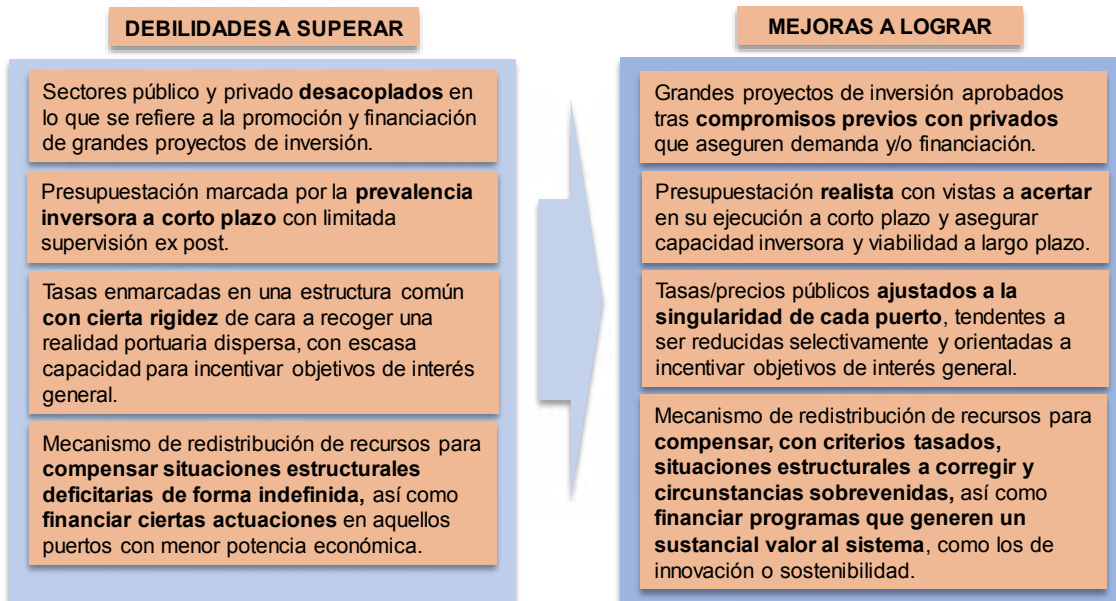 DEBILIDADES A SUPERAR
Sectores público y privado desacoplados en
lo que se refiere a la promoción y financiación
de grandes proyectos de inversión.
Presupuestación marcada por la prevalencia
inversora a corto plazo con limitada
supervisión ex post.
Tasas enmarcadas en una estructura común
con cierta rigidez de cara a recoger una
realidad portuaria dispersa, con escasa
capacidad para incentivar objetivos de interés
general.
Mecanismo de redistribución de recursos para
compensar situaciones estructurales
deficitarias de forma indefinida, así como
financiar ciertas actuaciones en aquellos
puertos con menor potencia económica.
MEJORAS A LOGRAR
Grandes proyectos de inversión aprobados
tras compromisos previos con privados
que aseguren demanda y/o financiación.
Presupuestación realista con vistas a acertar
en su ejecución a corto plazo y asegurar
capacidad inversora y viabilidad a largo plazo.
Tasas/precios públicos ajustados a la
singularidad de cada puerto, tendentes a
ser reducidas selectivamente y orientadas a
incentivar objetivos de interés general.
Mecanismo de redistribución de recursos para
compensar, con criterios tasados,
situaciones estructurales a corregir y
circunstancias sobrevenidas, así como
financiar programas que generen un
sustancial valor al sistema, como los de
innovación o sostenibilidad.